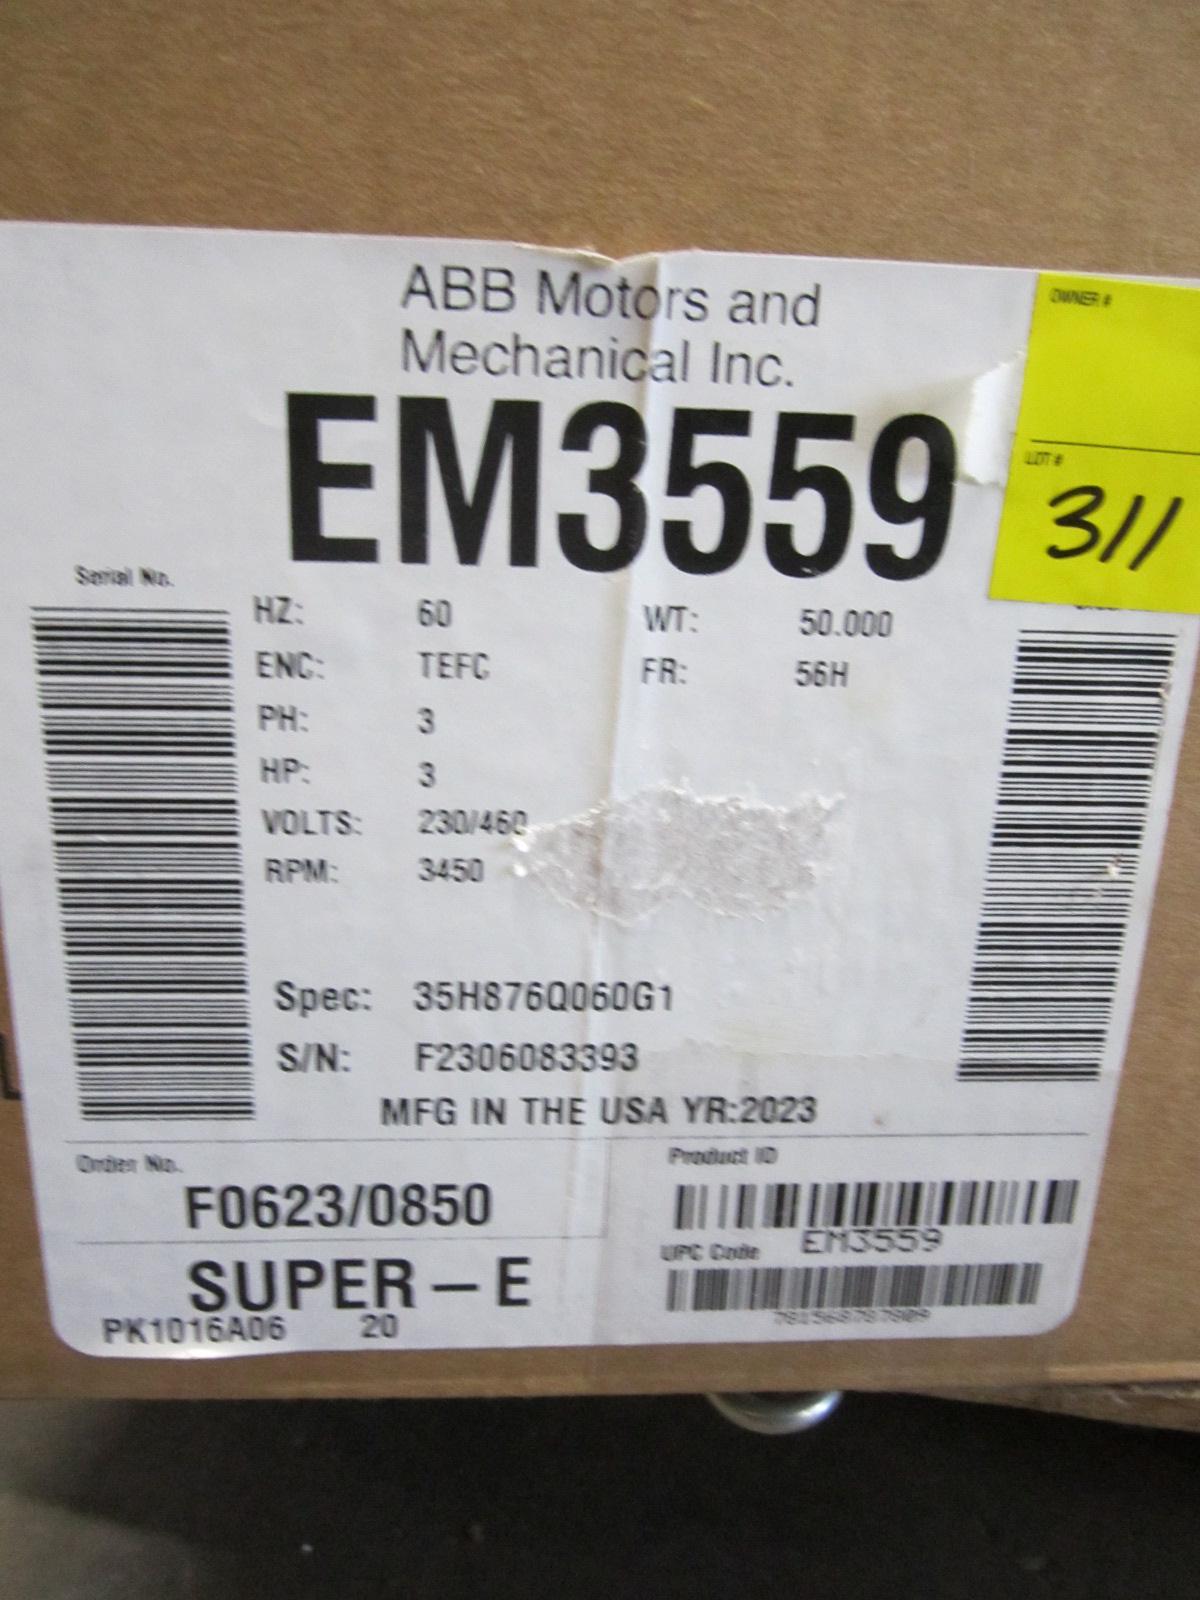 ABB Motors and
Mechanical Inc.
EM3559
OWNER #
LOT #
311
Serial No.
HZ: 60 WT: 50.000
ENC: TEFC FR: 56H
PH: 3
HP: 3
VOLTS: 230/460
RPM: 3450
Spec: 35H876Q060G1
S/N: F2306083393
MFG IN THE USA YR:2023
Order No.
F0623/0850
Product ID
EM3559
UPC Code
SUPER – E
PK1016A06 20